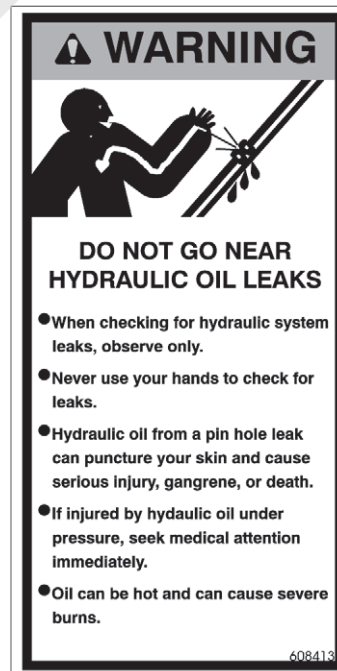 WARNING
DO NOT GO NEAR
HYDRAULIC OIL LEAKS
●When checking for hydraulic system
leaks, observe only.
●Never use your hands to check for
leaks.
●Hydraulic oil from a pin hole leak
can puncture your skin and cause
serious injury, gangrene, or death.
●If injured by hydaulic oil under
pressure, seek medical attention
immediately.
●Oil can be hot and can cause severe
burns.
608413